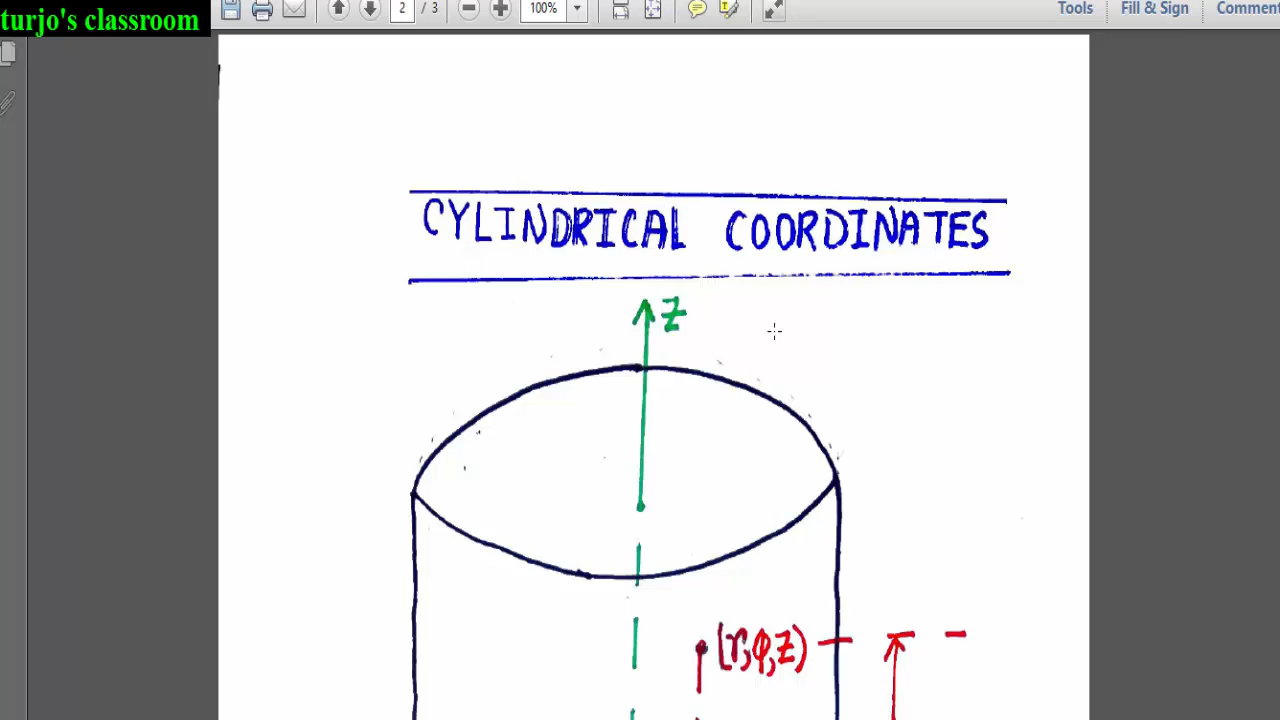 turjo's classroom
2 / 3
100%
Tools
Fill & Sign
Comment
CYLINDRICAL COORDINATES
Z
(r,φ,z)